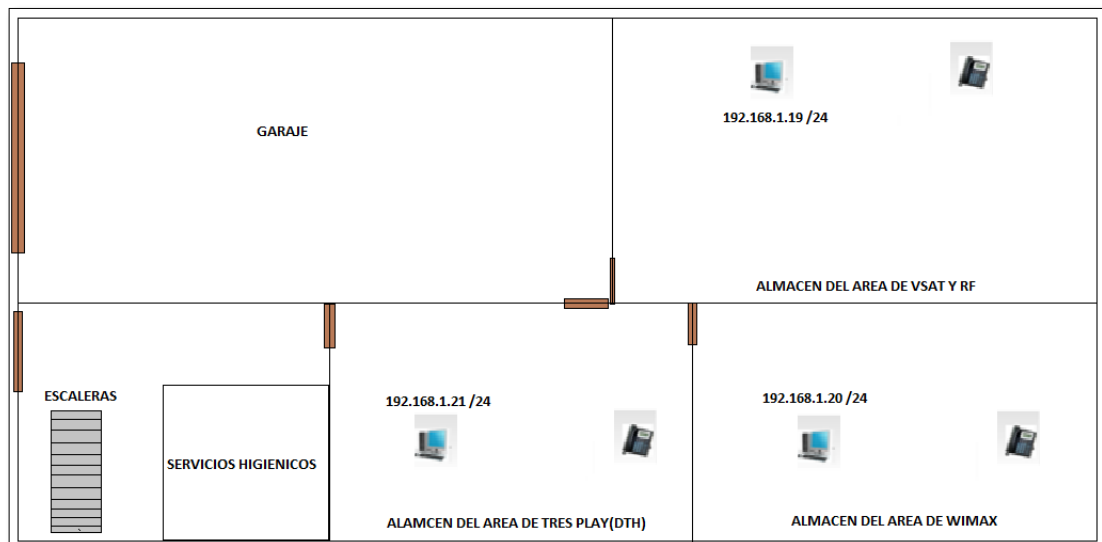 192.168.1.19 /24
GARAJE
ALMACEN DEL AREA DE VSAT Y RF
ESCALERAS
192.168.1.21 /24
192.168.1.20 /24
SERVICIOS HIGIENICOS
ALAMCEN DEL AREA DE TRES PLAY(DTH)
ALMACEN DEL AREA DE WIMAX